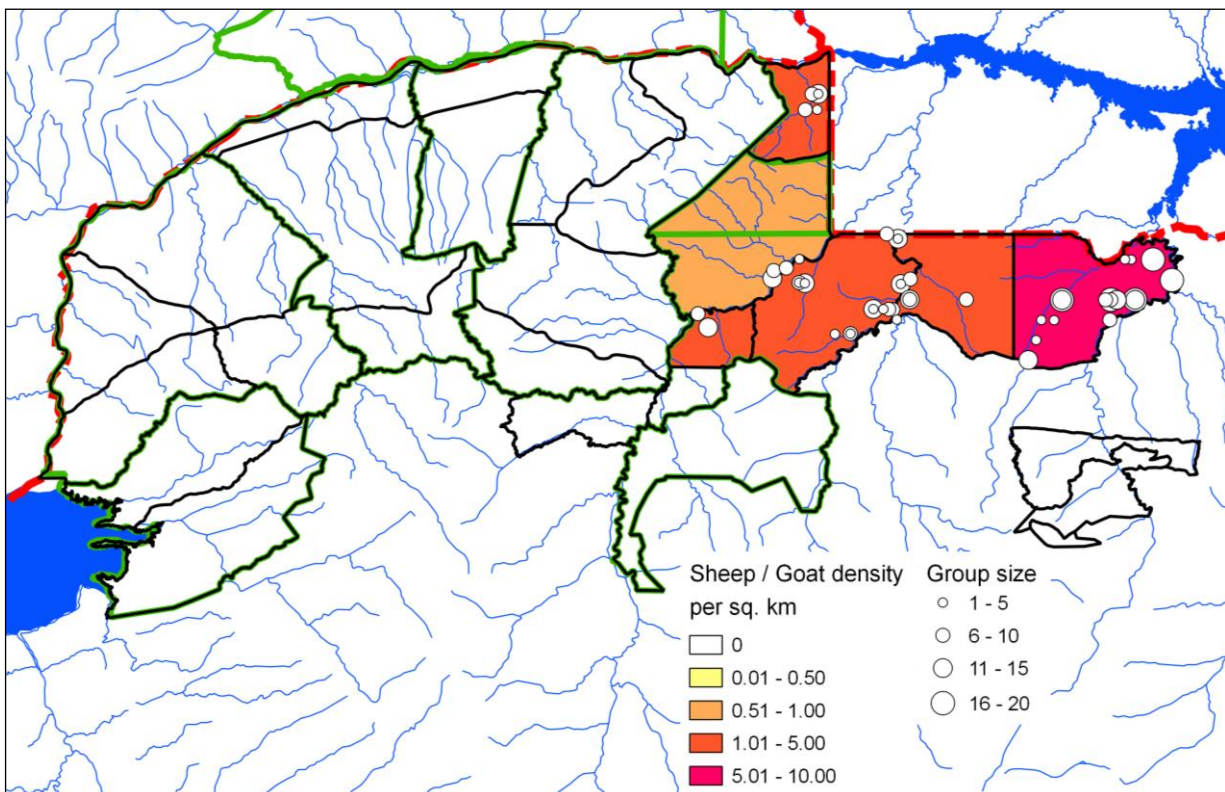 Sheep / Goat density
per sq. km
0
0.01 - 0.50
0.51 - 1.00
1.01 - 5.00
5.01 - 10.00
Group size
1 - 5
6 - 10
11 - 15
16 - 20